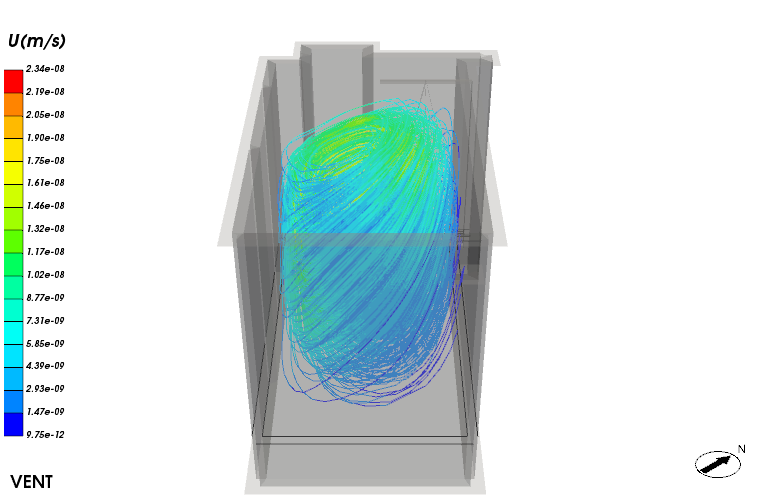 U(m/s)
2.34e-08
2.19e-08
2.05e-08
1.90e-08
1.75e-08
1.61e-08
1.46e-08
1.32e-08
1.17e-08
1.02e-08
8.77e-09
7.31e-09
5.85e-09
4.39e-09
2.93e-09
1.47e-09
9.75e-12
N
VENT